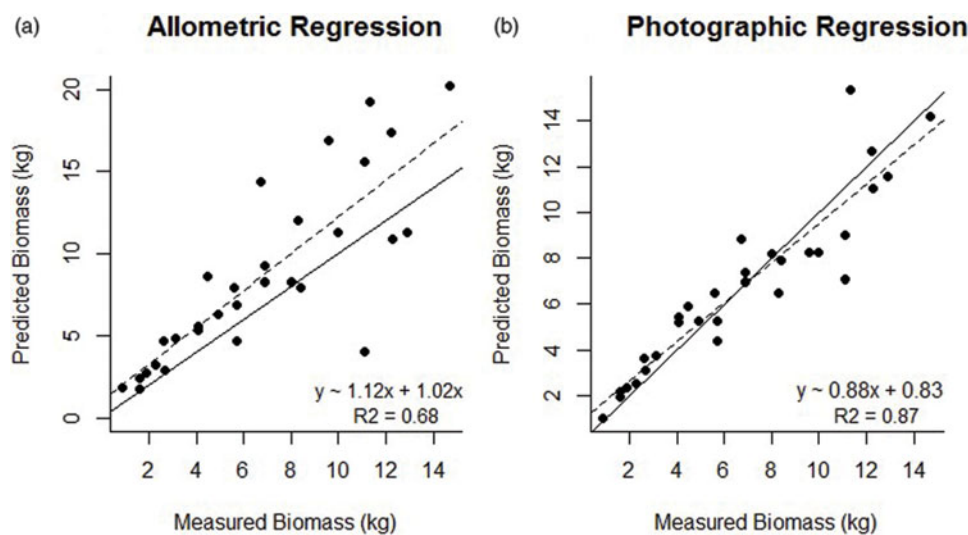 (a) Allometric Regression
Predicted Biomass (kg)
20
15
10
5
0
y ~ 1.12x + 1.02x
R2 = 0.68
2 4 6 8 10 12 14
Measured Biomass (kg)
(b) Photographic Regression
Predicted Biomass (kg)
14
12
10
8
6
4
2
y ~ 0.88x + 0.83
R2 = 0.87
2 4 6 8 10 12 14
Measured Biomass (kg)